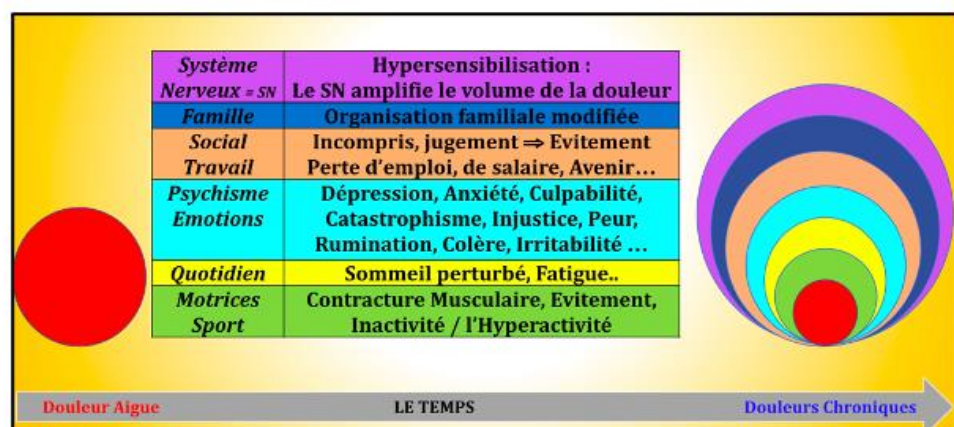 Système
Nerveux = SN
Hypersensibilisation :
Le SN amplifie le volume de la douleur
Famille
Organisation familiale modifiée
Social
Travail
Incompris, jugement ⇒ Evitement
Perte d'emploi, de salaire, Avenir…
Psychisme
Emotions
Dépression, Anxiété, Culpabilité,
Catastrophisme, Injustice, Peur,
Rumination, Colère, Irritabilité …
Quotidien
Sommeil perturbé, Fatigue..
Motrices
Sport
Contracture Musculaire, Evitement,
Inactivité / l'Hyperactivité
Douleur Aigue
LE TEMPS
Douleurs Chroniques